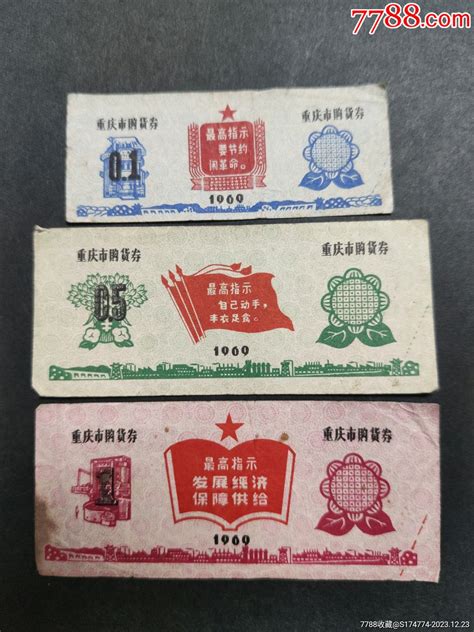 7788.com
重庆市购货券
重庆市购货券
0.1
最高指示
要节约
闹革命。
1969
重庆市购货券
重庆市购货券
0.5
最高指示
自己动手,
丰衣足食。
1969
重庆市购货券
重庆市购货券
最高指示
发展经济
保障供给
1969
7788收藏@S174774-2023.12.23